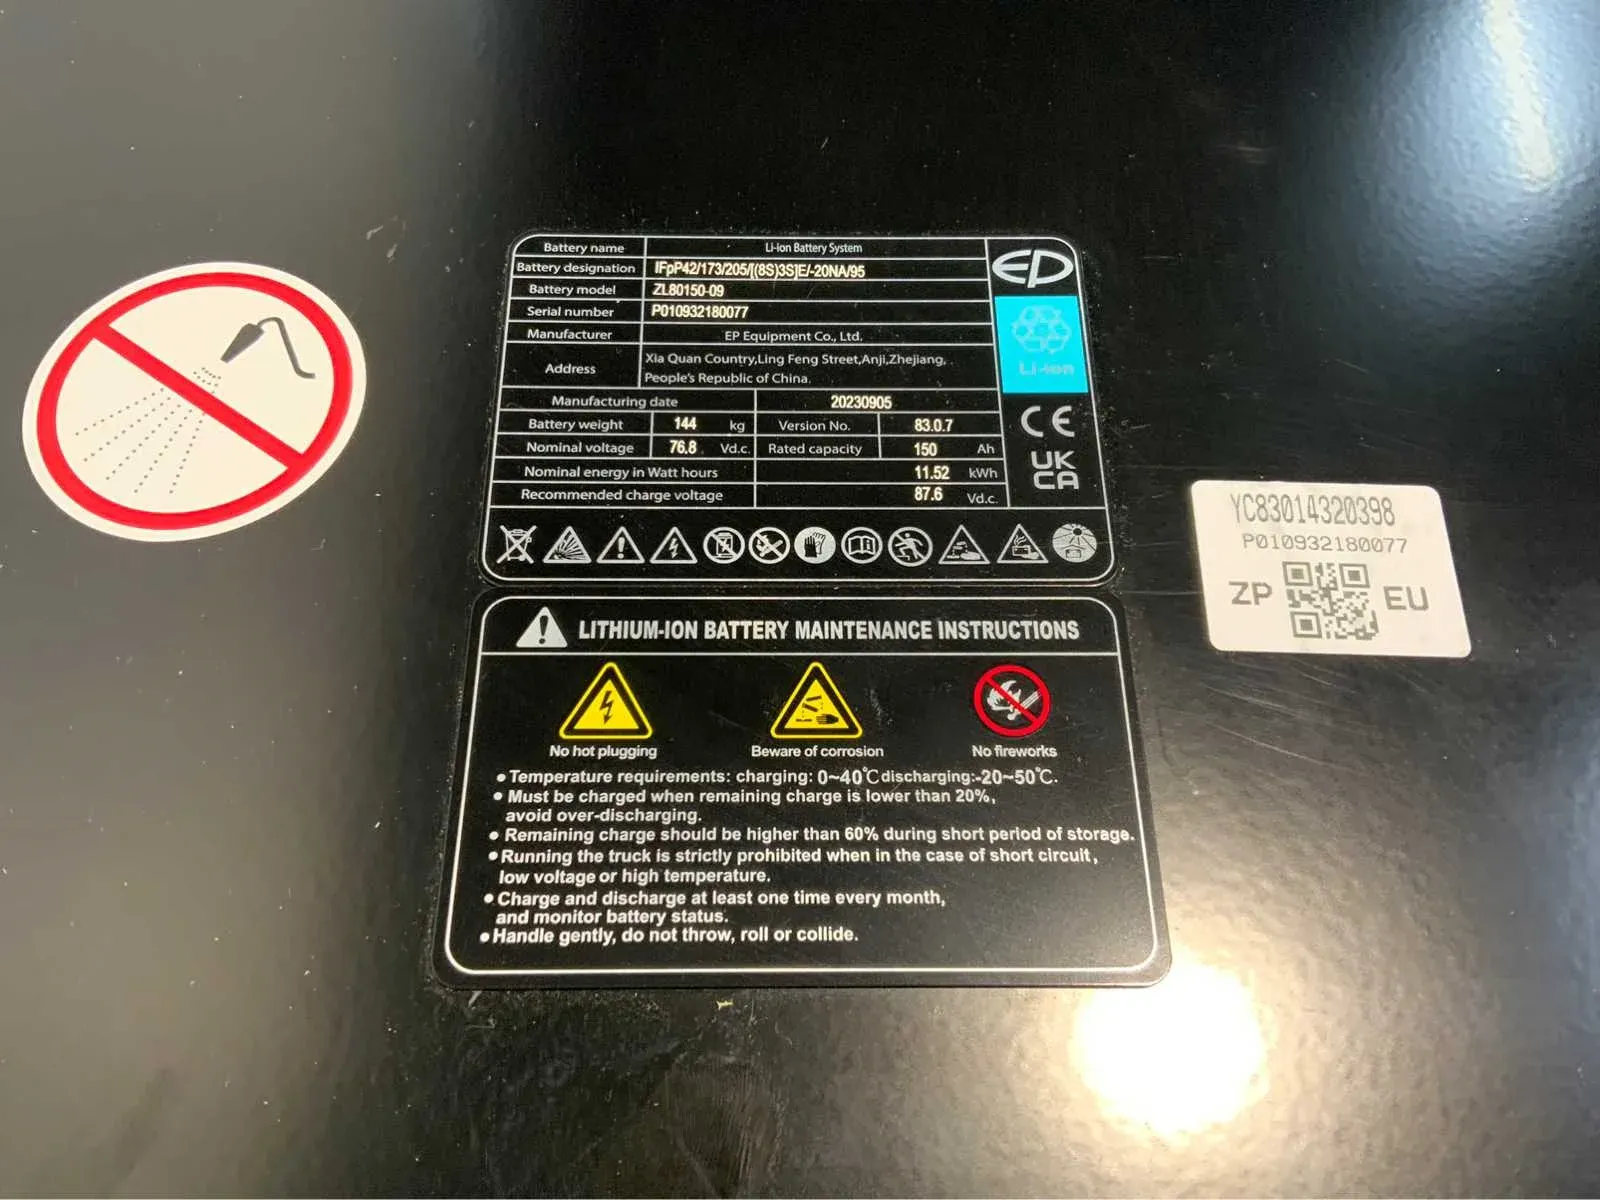 Battery name Li-ion Battery System
Battery designation IFpP42/173/205/[(8S)3S]E/-20NA/95
Battery model ZL80150-09
Serial number P010932180077
Manufacturer EP Equipment Co., Ltd.
Address Xia Quan Country,Ling Feng Street,Anji,Zhejiang,
People's Republic of China.
Manufacturing date 20230905
Battery weight 144 kg Version No. 83.0.7
Nominal voltage 76.8 Vd.c. Rated capacity 150 Ah
Nominal energy in Watt hours 11.52 kWh
Recommended charge voltage 87.6 Vd.c.
EP
Li-ion
CE
UK
CA
LITHIUM-ION BATTERY MAINTENANCE INSTRUCTIONS
No hot plugging Beware of corrosion No fireworks
• Temperature requirements: charging: 0~40℃ discharging:-20~50℃.
• Must be charged when remaining charge is lower than 20%,
avoid over-discharging.
• Remaining charge should be higher than 60% during short period of storage.
• Running the truck is strictly prohibited when in the case of short circuit,
low voltage or high temperature.
• Charge and discharge at least one time every month,
and monitor battery status.
• Handle gently, do not throw, roll or collide.
YC83014320398
P010932180077
ZP EU